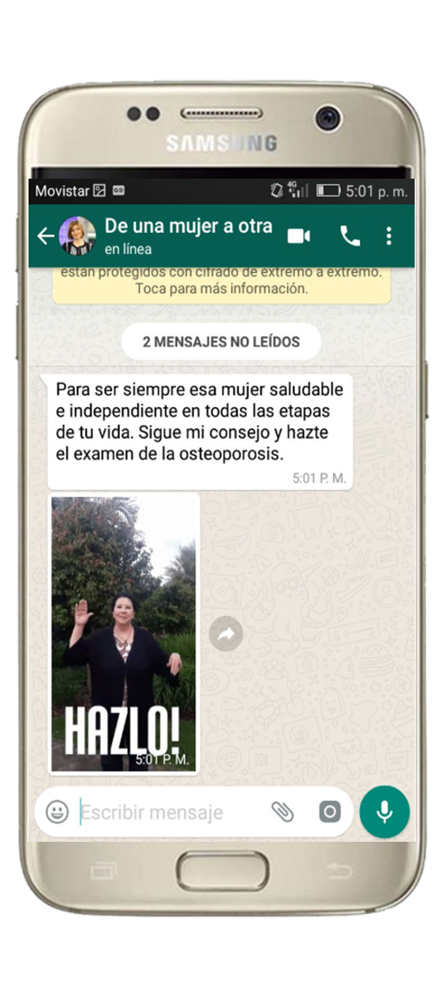 SAMSUNG
Movistar 4G 5:01 p. m.
De una mujer a otra
en línea
están protegidos con cifrado de extremo a extremo.
Toca para más información.
2 MENSAJES NO LEÍDOS
Para ser siempre esa mujer saludable
e independiente en todas las etapas
de tu vida. Sigue mi consejo y hazte
el examen de la osteoporosis.
5:01 P. M.
HAZLO!
5:01 P. M.
Escribir mensaje